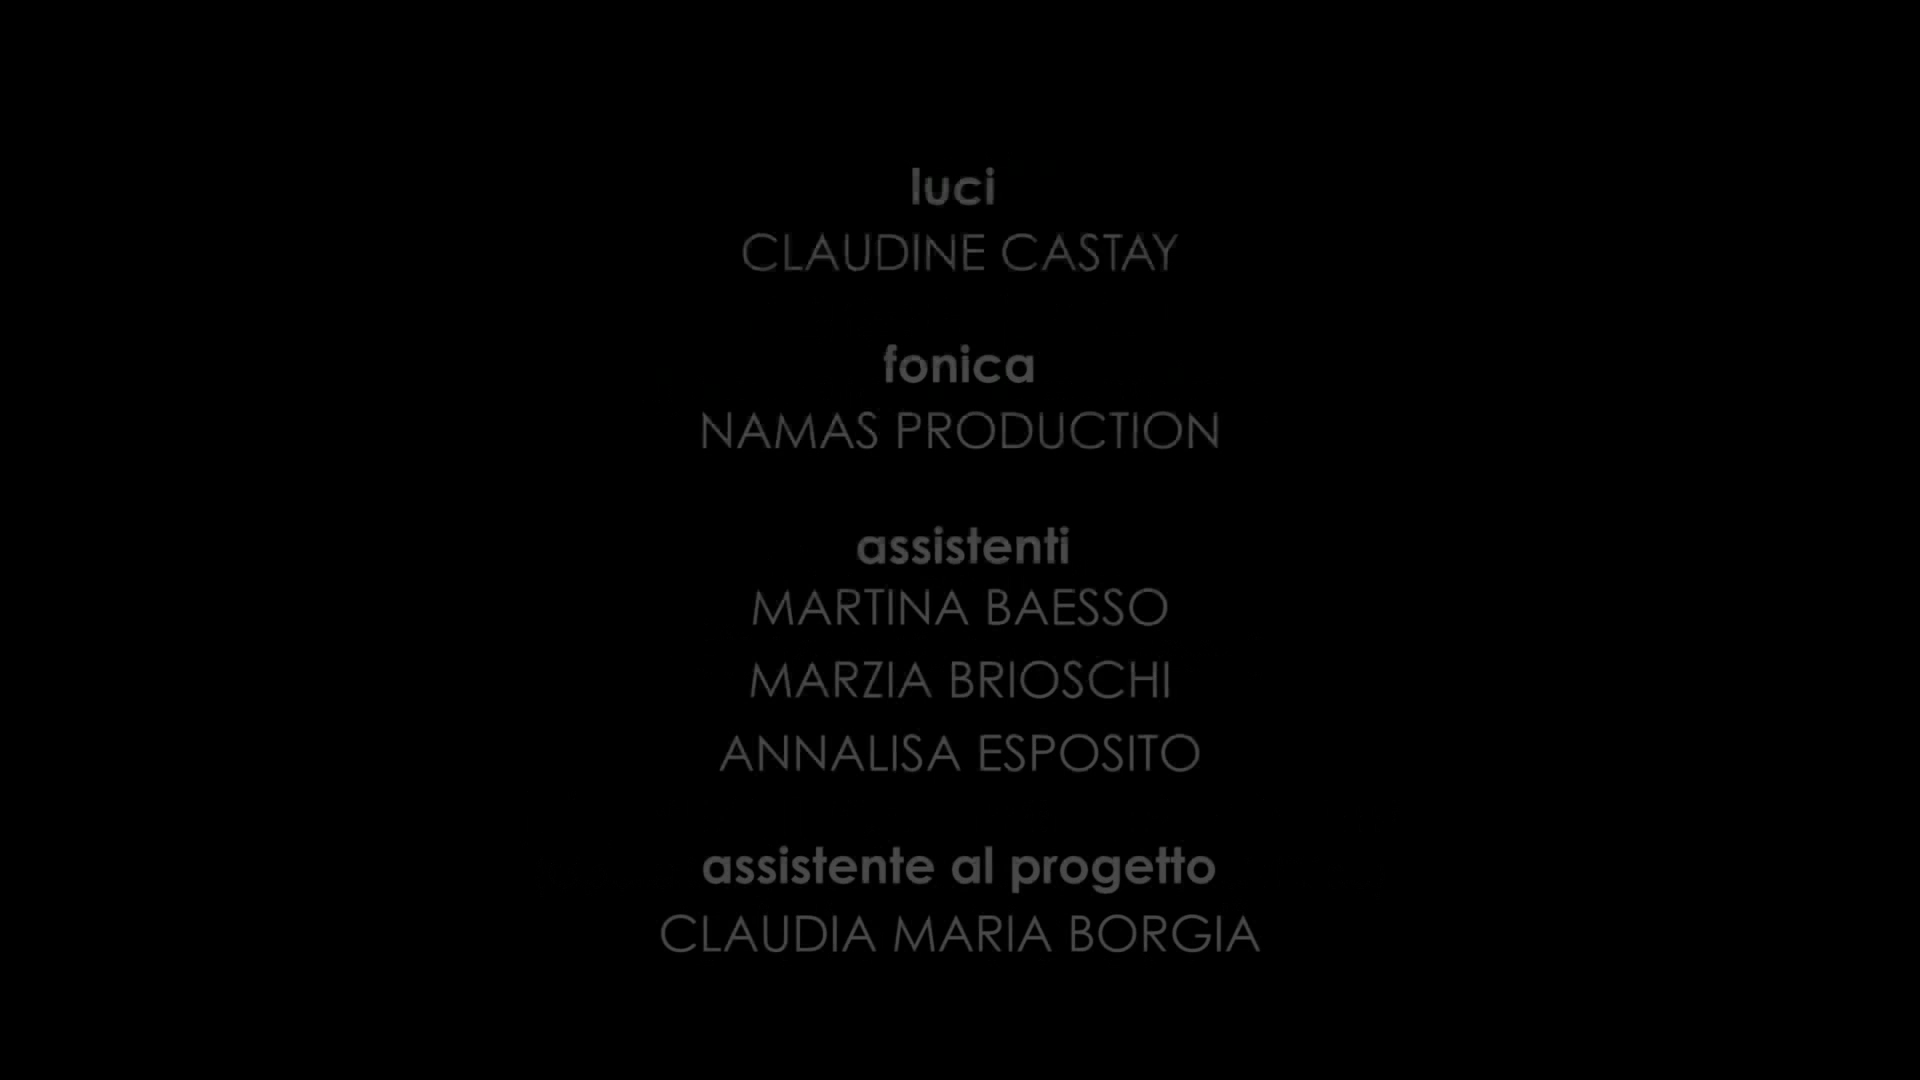 luci
CLAUDINE CASTAY
fonica
NAMAS PRODUCTION
assistenti
MARTINA BAESSO
MARZIA BRIOSCHI
ANNALISA ESPOSITO
assistente al progetto
CLAUDIA MARIA BORGIA